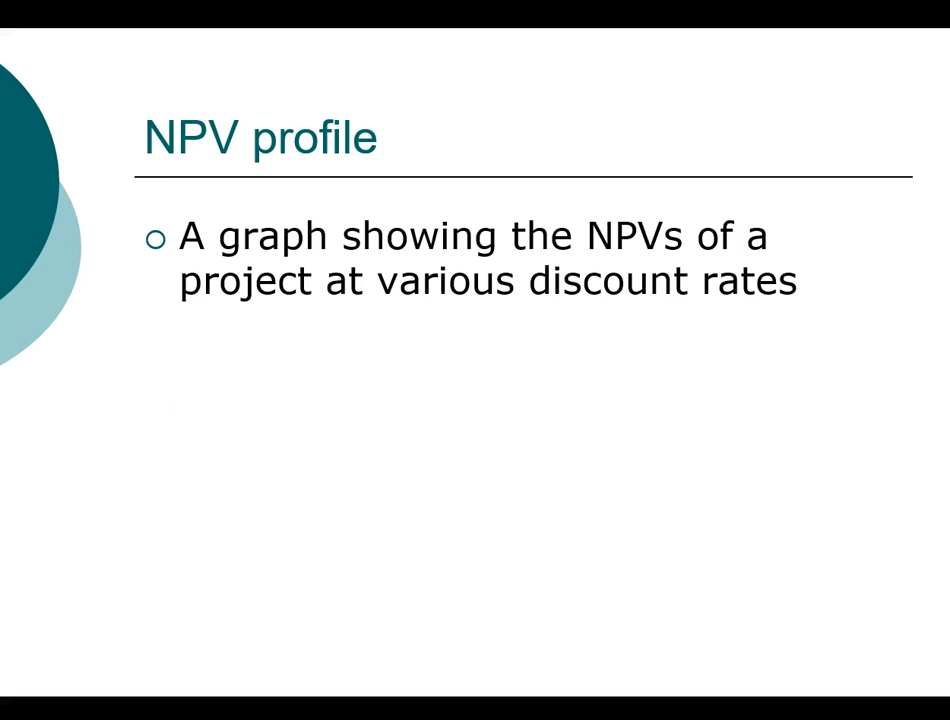 NPV profile
A graph showing the NPVs of a
project at various discount rates